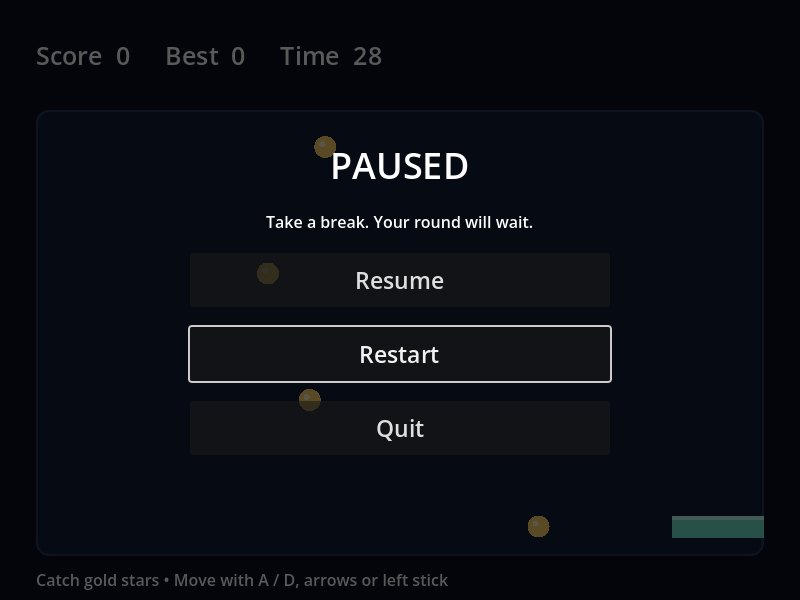 Score 0 Best 0 Time 28
PAUSED
Take a break. Your round will wait.
Resume
Restart
Quit
Catch gold stars • Move with A / D, arrows or left stick